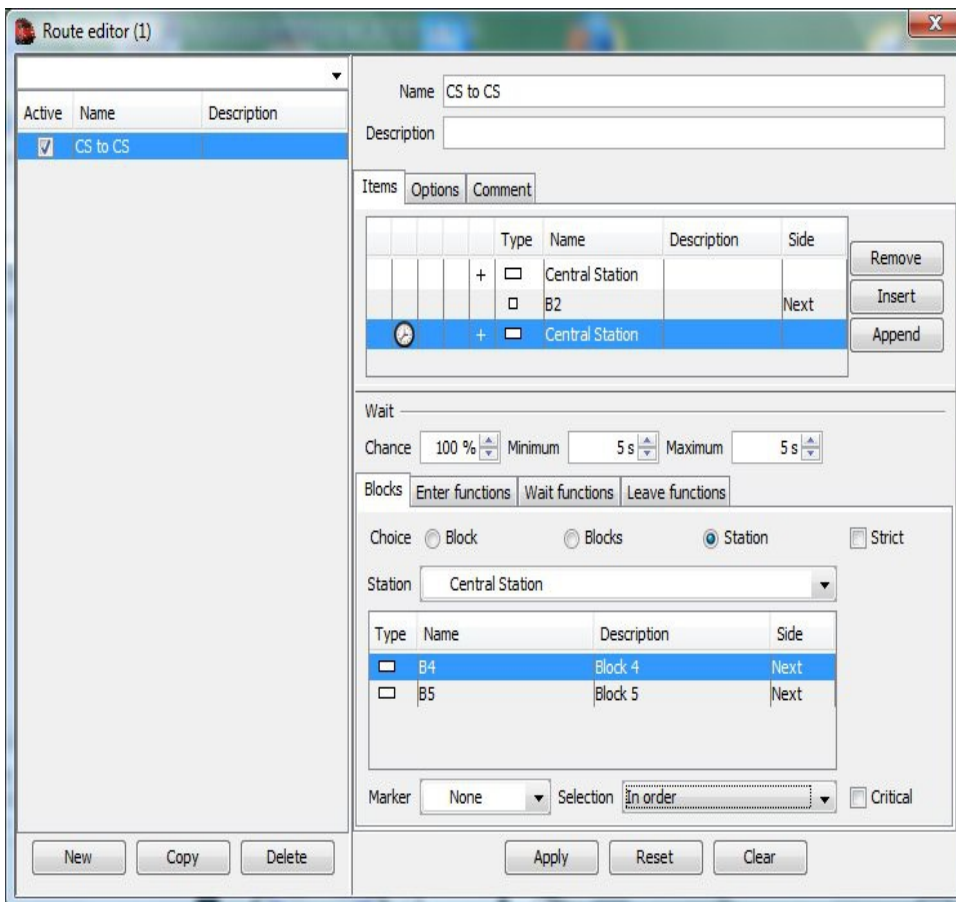 Route editor (1)
X
Active Name Description
CS to CS
New Copy Delete
Name CS to CS
Description
Items Options Comment
Type Name Description Side
+ Central Station
B2 Next
+ Central Station
Remove
Insert
Append
Wait
Chance 100 % Minimum 5 s Maximum 5 s
Blocks Enter functions Wait functions Leave functions
Choice Block Blocks Station Strict
Station Central Station
Type Name Description Side
B4 Block 4 Next
B5 Block 5 Next
Marker None Selection In order Critical
Apply Reset Clear